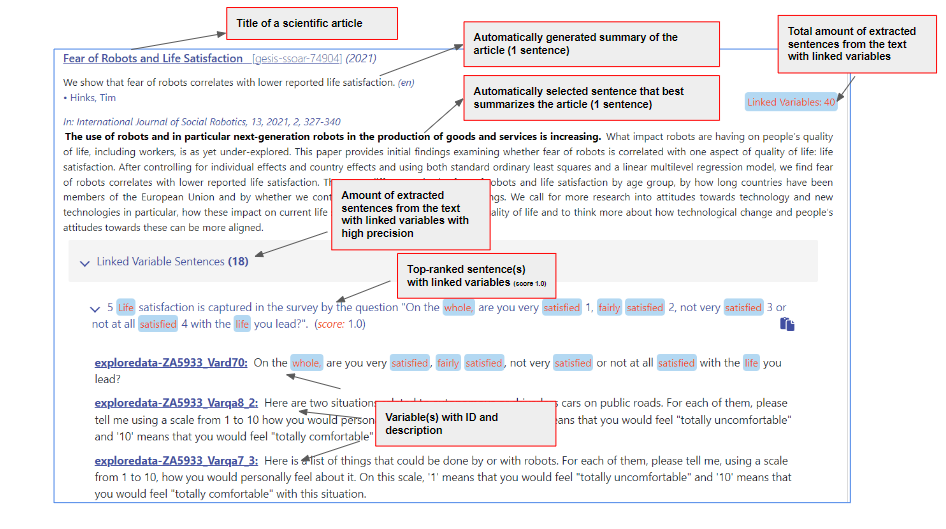 Title of a scientific article
Automatically generated summary of the
article (1 sentence)
Total amount of extracted
sentences from the text
with linked variables
Fear of Robots and Life Satisfaction [gesis-ssoar-74904] (2021)
We show that fear of robots correlates with lower reported life satisfaction. (en)
• Hinks, Tim
Automatically selected sentence that best
summarizes the article (1 sentence)
Linked Variables: 40
In: International Journal of Social Robotics, 13, 2021, 2, 327-340
The use of robots and in particular next-generation robots in the production of goods and services is increasing. What impact robots are having on people's quality
of life, including workers, is as yet under-explored. This paper provides initial findings examining whether fear of robots is correlated with one aspect of quality of life: life
satisfaction. After controlling for individual effects and country effects and using both standard ordinary least squares and a linear multilevel regression model, we find fear
of robots correlates with lower reported life satisfaction. obots and life satisfaction by age group, by how long countries have been
members of the European Union and by whether we cont ngs. We call for more research into attitudes towards technology and new
technologies in particular, how these impact on current life ality of life and to think more about how technological change and people's
attitudes towards these can be more aligned.
Amount of extracted
sentences from the text
with linked variables with
high precision
Linked Variable Sentences (18)
Top-ranked sentence(s)
with linked variables (score 1.0)
5 Life satisfaction is captured in the survey by the question "On the whole, are you very satisfied 1, fairly satisfied 2, not very satisfied 3 or
not at all satisfied 4 with the life you lead?". (score: 1.0)
exploredata-ZA5933_Vard70: On the whole, are you very satisfied, fairly satisfied, not very satisfied or not at all satisfied with the life you
lead?
exploredata-ZA5933_Varqa8_2: Here are two situations cars on public roads. For each of them, please
tell me using a scale from 1 to 10 how you would person eans that you would feel "totally uncomfortable"
and '10' means that you would feel "totally comfortable"
Variable(s) with ID and
description
exploredata-ZA5933_Varqa7_3: Here is a list of things that could be done by or with robots. For each of them, please tell me, using a scale
from 1 to 10, how you would personally feel about it. On this scale, '1' means that you would feel "totally uncomfortable" and '10' means that
you would feel "totally comfortable" with this situation.